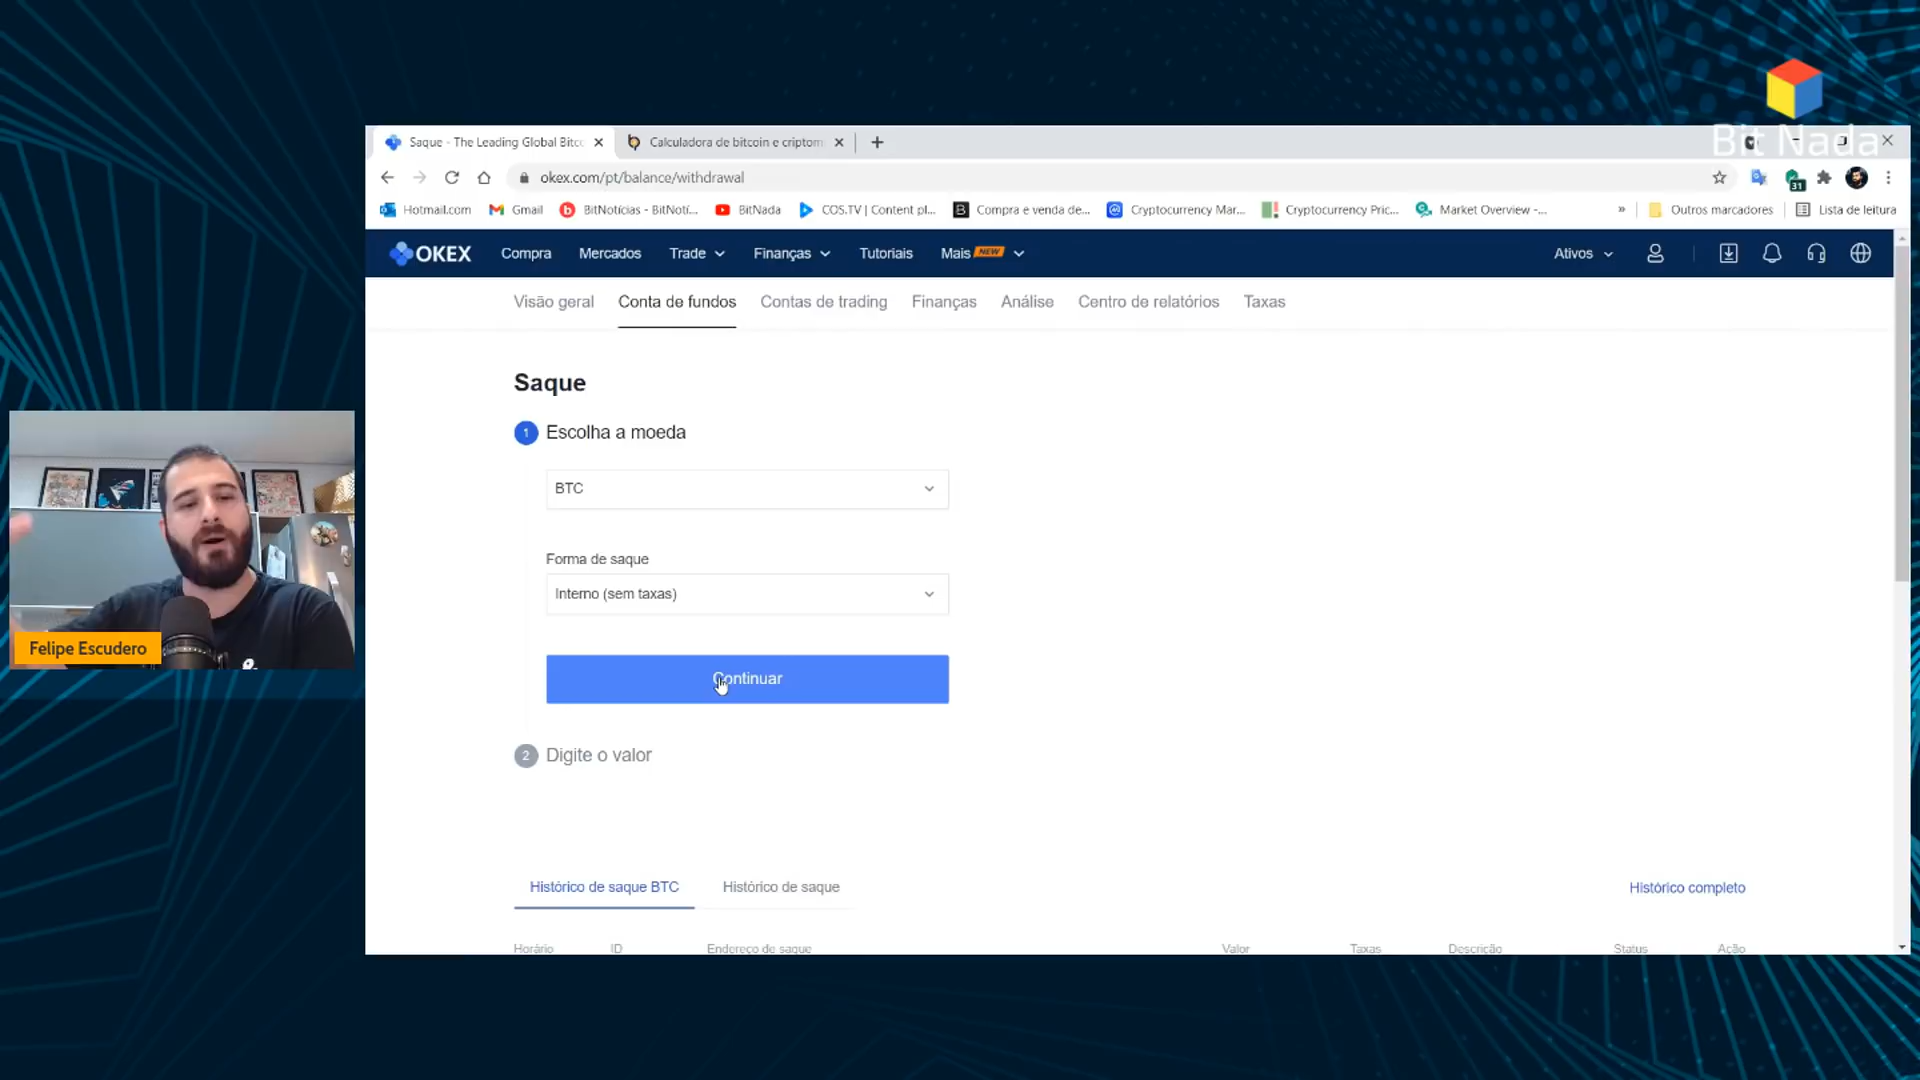 Bit Nada
Saque - The Leading Global Bitc
Calculadora de bitcoin e criptom
okex.com/pt/balance/withdrawal
31
Hotmail.com
Gmail
BitNotícias - BitNotí...
BitNada
COS.TV | Content pl...
Compra e venda de...
Cryptocurrency Mar...
Cryptocurrency Pric...
Market Overview -...
»
Outros marcadores
Lista de leitura
OKEX
Compra
Mercados
Trade
Finanças
Tutoriais
Mais NEW
Ativos
Visão geral
Conta de fundos
Contas de trading
Finanças
Análise
Centro de relatórios
Taxas
Saque
1 Escolha a moeda
BTC
Forma de saque
Interno (sem taxas)
Continuar
2 Digite o valor
Felipe Escudero
Histórico de saque BTC
Histórico de saque
Histórico completo
Horário
ID
Endereço de saque
Valor
Taxas
Descrição
Status
Ação